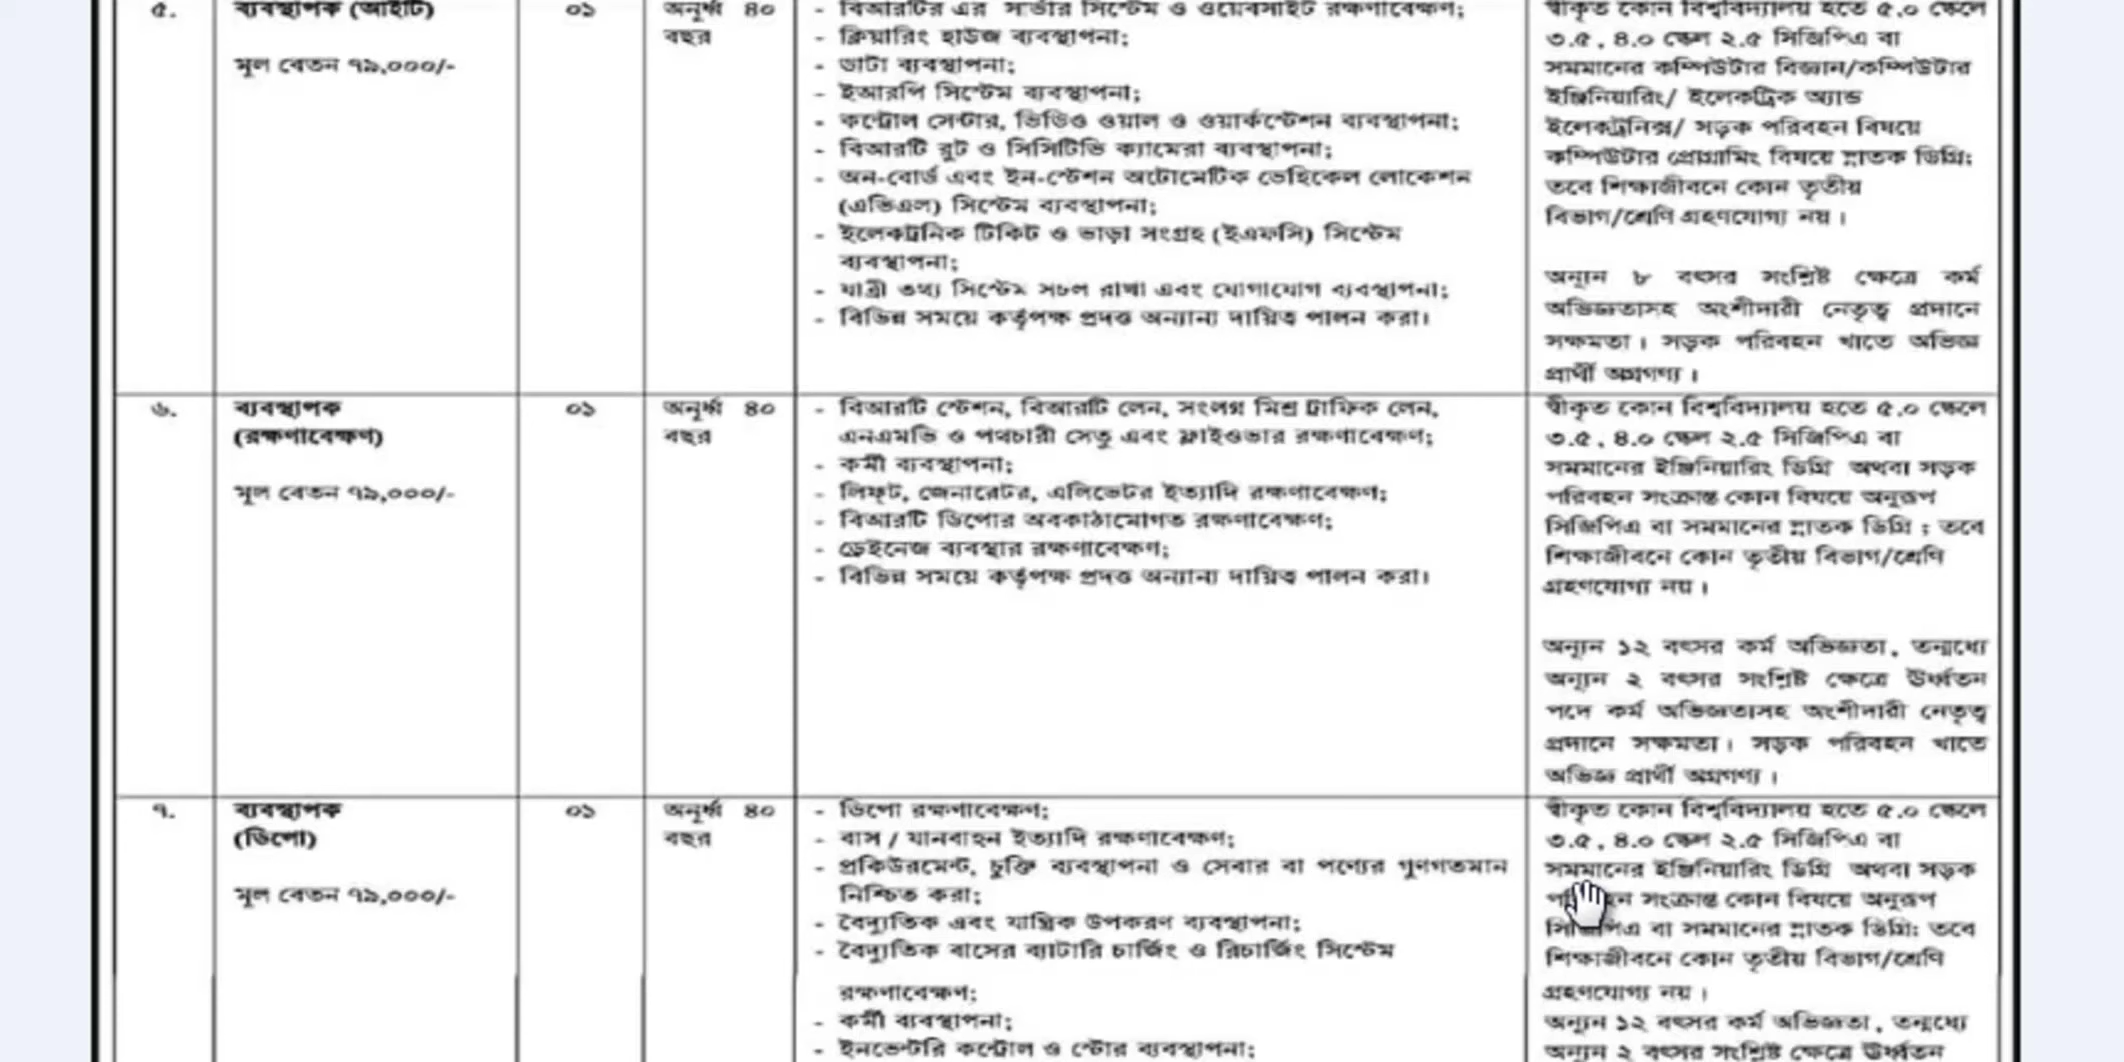 ৫.
ব্যবস্থাপক (আইটি)
মূল বেতন ৭৯,০০০/-
০১
অনূর্ধ্ব ৪০
বছর
- বিআরটির এর সার্ভার সিস্টেম ও ওয়েবসাইট রক্ষণাবেক্ষণ;
- ক্লিয়ারিং হাউজ ব্যবস্থাপনা;
- ডাটা ব্যবস্থাপনা;
- ইআরপি সিস্টেম ব্যবস্থাপনা;
- কন্ট্রোল সেন্টার, ভিডিও ওয়াল ও ওয়ার্কস্টেশন ব্যবস্থাপনা;
- বিআরটি রুট ও সিসিটিভি ক্যামেরা ব্যবস্থাপনা;
- অন-বোর্ড এবং ইন-স্টেশন অটোমেটিক ভেহিকেল লোকেশন
(এভিএল) সিস্টেম ব্যবস্থাপনা;
- ইলেকট্রনিক টিকিট ও ভাড়া সংগ্রহ (ইএফসি) সিস্টেম
ব্যবস্থাপনা;
- যাত্রী তথ্য সিস্টেম সচল রাখা এবং যোগাযোগ ব্যবস্থাপনা;
- বিভিন্ন সময়ে কর্তৃপক্ষ প্রদত্ত অন্যান্য দায়িত্ব পালন করা।
স্বীকৃত কোন বিশ্ববিদ্যালয় হতে ৫.০ স্কেলে
৩.৫, ৪.০ স্কেল ২.৫ সিজিপিএ বা
সমমানের কম্পিউটার বিজ্ঞান/কম্পিউটার
ইঞ্জিনিয়ারিং/ ইলেকট্রিক অ্যান্ড
ইলেকট্রনিক্স/ সড়ক পরিবহন বিষয়ে
কম্পিউটার প্রোগ্রামিং বিষয়ে স্নাতক ডিগ্রি;
তবে শিক্ষাজীবনে কোন তৃতীয়
বিভাগ/শ্রেণি গ্রহণযোগ্য নয়।
অন্যূন ৮ বৎসর সংশ্লিষ্ট ক্ষেত্রে কর্ম
অভিজ্ঞতাসহ অংশীদারী নেতৃত্ব প্রদানে
সক্ষমতা। সড়ক পরিবহন খাতে অভিজ্ঞ
প্রার্থী অগ্রগণ্য।
৬.
ব্যবস্থাপক
(রক্ষণাবেক্ষণ)
মূল বেতন ৭৯,০০০/-
০১
অনূর্ধ্ব ৪০
বছর
- বিআরটি স্টেশন, বিআরটি লেন, সংলগ্ন মিশ্র ট্রাফিক লেন,
এনএমভি ও পথচারী সেতু এবং ফ্লাইওভার রক্ষণাবেক্ষণ;
- কর্মী ব্যবস্থাপনা;
- লিফ্ট, জেনারেটর, এলিভেটর ইত্যাদি রক্ষণাবেক্ষণ;
- বিআরটি ডিপোর অবকাঠামোগত রক্ষণাবেক্ষণ;
- ড্রেইনেজ ব্যবস্থার রক্ষণাবেক্ষণ;
- বিভিন্ন সময়ে কর্তৃপক্ষ প্রদত্ত অন্যান্য দায়িত্ব পালন করা।
স্বীকৃত কোন বিশ্ববিদ্যালয় হতে ৫.০ স্কেলে
৩.৫, ৪.০ স্কেল ২.৫ সিজিপিএ বা
সমমানের ইঞ্জিনিয়ারিং ডিগ্রি অথবা সড়ক
পরিবহন সংক্রান্ত কোন বিষয়ে অনুরূপ
সিজিপিএ বা সমমানের স্নাতক ডিগ্রি ; তবে
শিক্ষাজীবনে কোন তৃতীয় বিভাগ/শ্রেণি
গ্রহণযোগ্য নয়।
অন্যূন ১২ বৎসর কর্ম অভিজ্ঞতা, তন্মধ্যে
অন্যূন ২ বৎসর সংশ্লিষ্ট ক্ষেত্রে উর্ধ্বতন
পদে কর্ম অভিজ্ঞতাসহ অংশীদারী নেতৃত্ব
প্রদানে সক্ষমতা। সড়ক পরিবহন খাতে
অভিজ্ঞ প্রার্থী অগ্রগণ্য।
৭.
ব্যবস্থাপক
(ডিপো)
মূল বেতন ৭৯,০০০/-
০১
অনূর্ধ্ব ৪০
বছর
- ডিপো রক্ষণাবেক্ষণ;
- বাস / যানবাহন ইত্যাদি রক্ষণাবেক্ষণ;
- প্রকিউরমেন্ট, চুক্তি ব্যবস্থাপনা ও সেবার বা পণ্যের গুণগতমান
নিশ্চিত করা;
- বৈদ্যুতিক এবং যান্ত্রিক উপকরণ ব্যবস্থাপনা;
- বৈদ্যুতিক বাসের ব্যাটারি চার্জিং ও রিচার্জিং সিস্টেম
রক্ষণাবেক্ষণ;
- কর্মী ব্যবস্থাপনা;
- ইনভেন্টরি কন্ট্রোল ও স্টোর ব্যবস্থাপনা;
স্বীকৃত কোন বিশ্ববিদ্যালয় হতে ৫.০ স্কেলে
৩.৫, ৪.০ স্কেল ২.৫ সিজিপিএ বা
সমমানের ইঞ্জিনিয়ারিং ডিগ্রি অথবা সড়ক
সংক্রান্ত কোন বিষয়ে অনুরূপ
বা সমমানের স্নাতক ডিগ্রি; তবে
শিক্ষাজীবনে কোন তৃতীয় বিভাগ/শ্রেণি
গ্রহণযোগ্য নয়।
অন্যূন ১২ বৎসর কর্ম অভিজ্ঞতা, তন্মধ্যে
অন্যূন ২ বৎসর সংশ্লিষ্ট ক্ষেত্রে উর্ধ্বতন